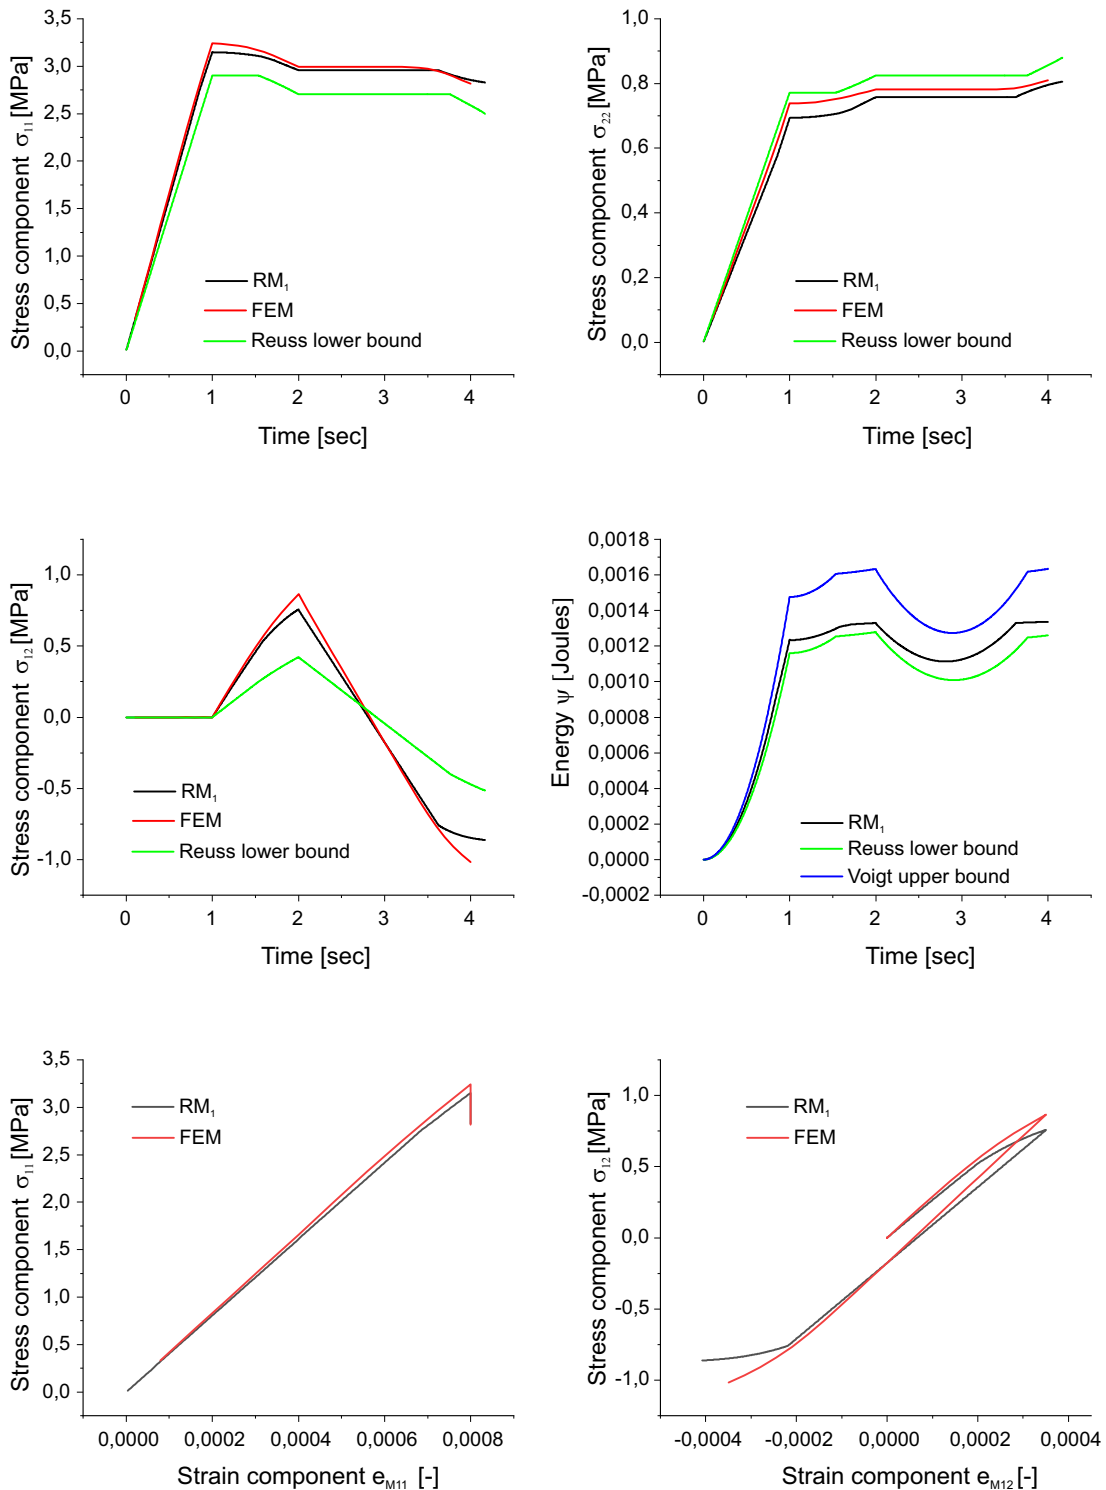 Stress component σ₁₁ [MPa]
3,5
3,0
2,5
2,0
1,5
1,0
0,5
0,0
RM₁
FEM
Reuss lower bound
0 1 2 3 4
Time [sec]
Stress component σ₂₂ [MPa]
1,0
0,8
0,6
0,4
0,2
0,0
RM₁
FEM
Reuss lower bound
0 1 2 3 4
Time [sec]
Stress component σ₁₂ [MPa]
1,0
0,5
0,0
-0,5
-1,0
RM₁
FEM
Reuss lower bound
0 1 2 3 4
Time [sec]
Energy ψ [Joules]
0,0018
0,0016
0,0014
0,0012
0,0010
0,0008
0,0006
0,0004
0,0002
0,0000
-0,0002
RM₁
Reuss lower bound
Voigt upper bound
0 1 2 3 4
Time [sec]
Stress component σ₁₁ [MPa]
3,5
3,0
2,5
2,0
1,5
1,0
0,5
0,0
RM₁
FEM
0,0000 0,0002 0,0004 0,0006 0,0008
Strain component e_M11 [-]
Stress component σ₁₂ [MPa]
1,0
0,5
0,0
-0,5
-1,0
RM₁
FEM
-0,0004 -0,0002 0,0000 0,0002 0,0004
Strain component e_M12 [-]